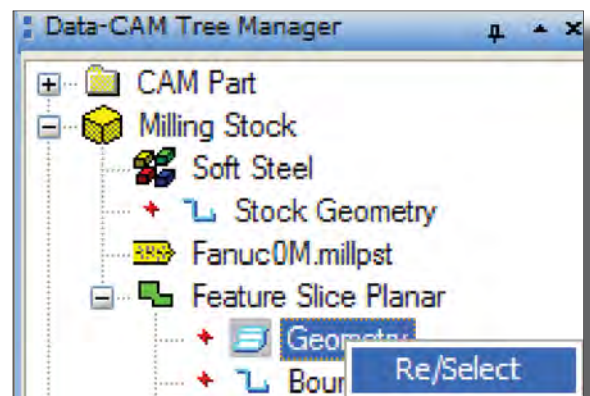 Data-CAM Tree Manager
CAM Part
Milling Stock
Soft Steel
Stock Geometry
Fanuc0M.millpst
Feature Slice Planar
Geometry
Re/Select